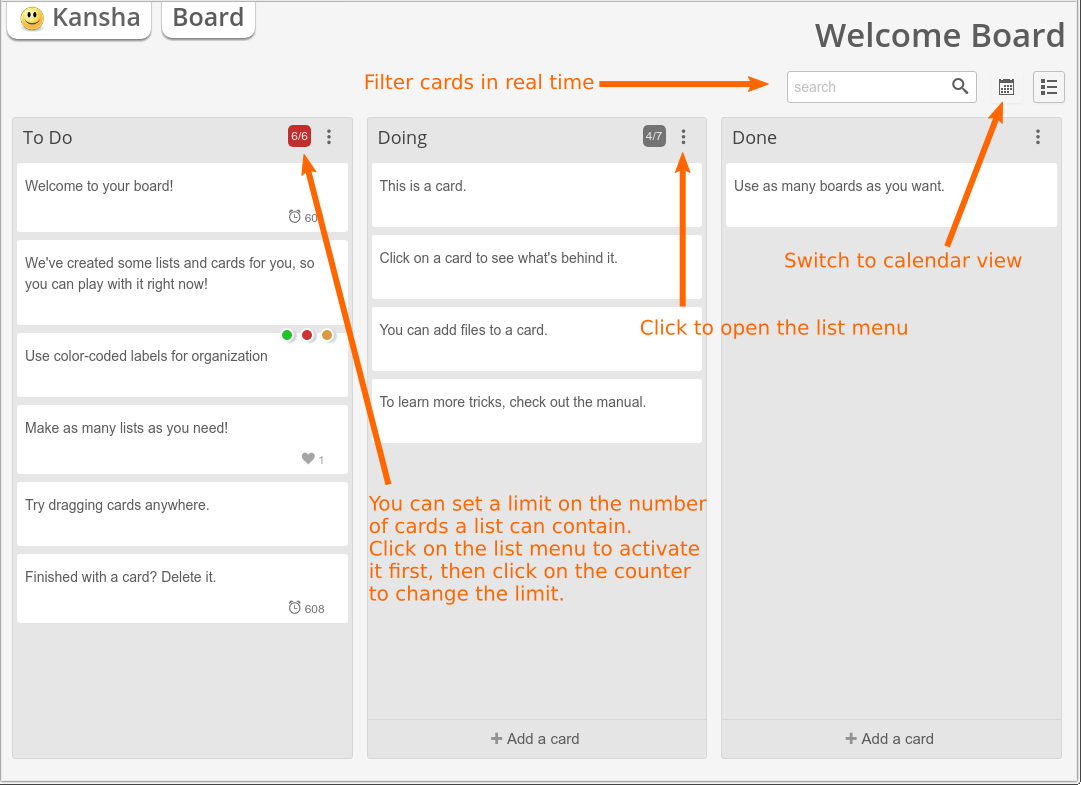 Kansha
Board
Welcome Board
Filter cards in real time
search
To Do
6/6
Doing
4/7
Done
Welcome to your board!
60
We've created some lists and cards for you, so
you can play with it right now!
Use color-coded labels for organization
Make as many lists as you need!
1
Try dragging cards anywhere.
Finished with a card? Delete it.
608
This is a card.
Click on a card to see what's behind it.
You can add files to a card.
To learn more tricks, check out the manual.
Use as many boards as you want.
Switch to calendar view
Click to open the list menu
You can set a limit on the number
of cards a list can contain.
Click on the list menu to activate
it first, then click on the counter
to change the limit.
Add a card
Add a card